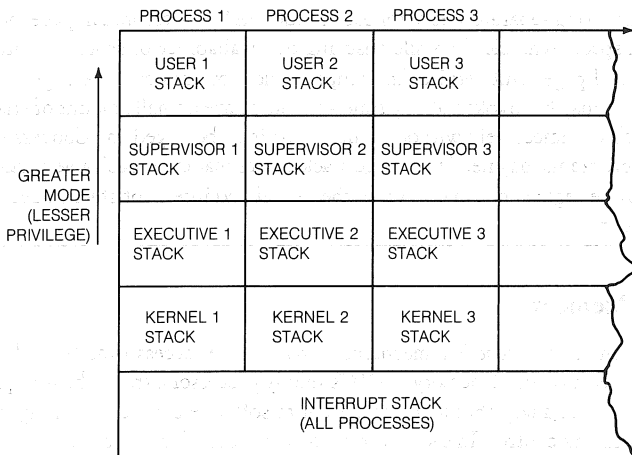 PROCESS 1 PROCESS 2 PROCESS 3
USER 1 USER 2 USER 3
STACK STACK STACK
SUPERVISOR 1 SUPERVISOR 2 SUPERVISOR 3
STACK STACK STACK
GREATER
MODE
(LESSER
PRIVILEGE)
EXECUTIVE 1 EXECUTIVE 2 EXECUTIVE 3
STACK STACK STACK
KERNEL 1 KERNEL 2 KERNEL 3
STACK STACK STACK
INTERRUPT STACK
(ALL PROCESSES)